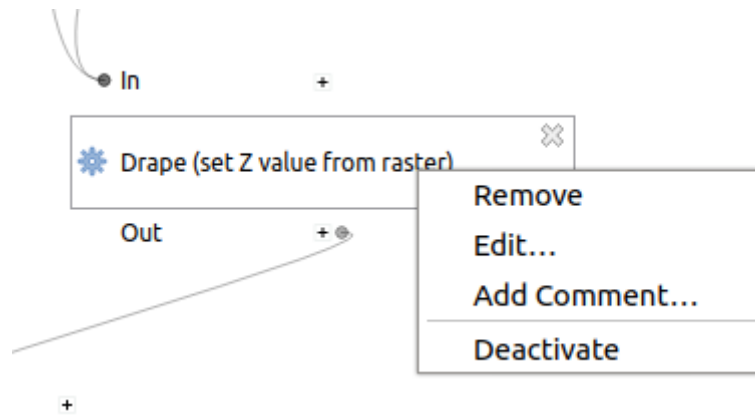 In
Drape (set Z value from raster)
Out
Remove
Edit...
Add Comment...
Deactivate